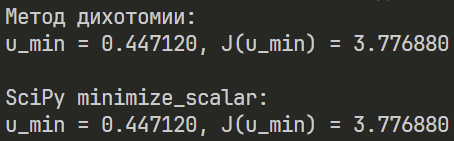 Метод дихотомии:
u_min = 0.447120, J(u_min) = 3.776880
SciPy minimize_scalar:
u_min = 0.447120, J(u_min) = 3.776880